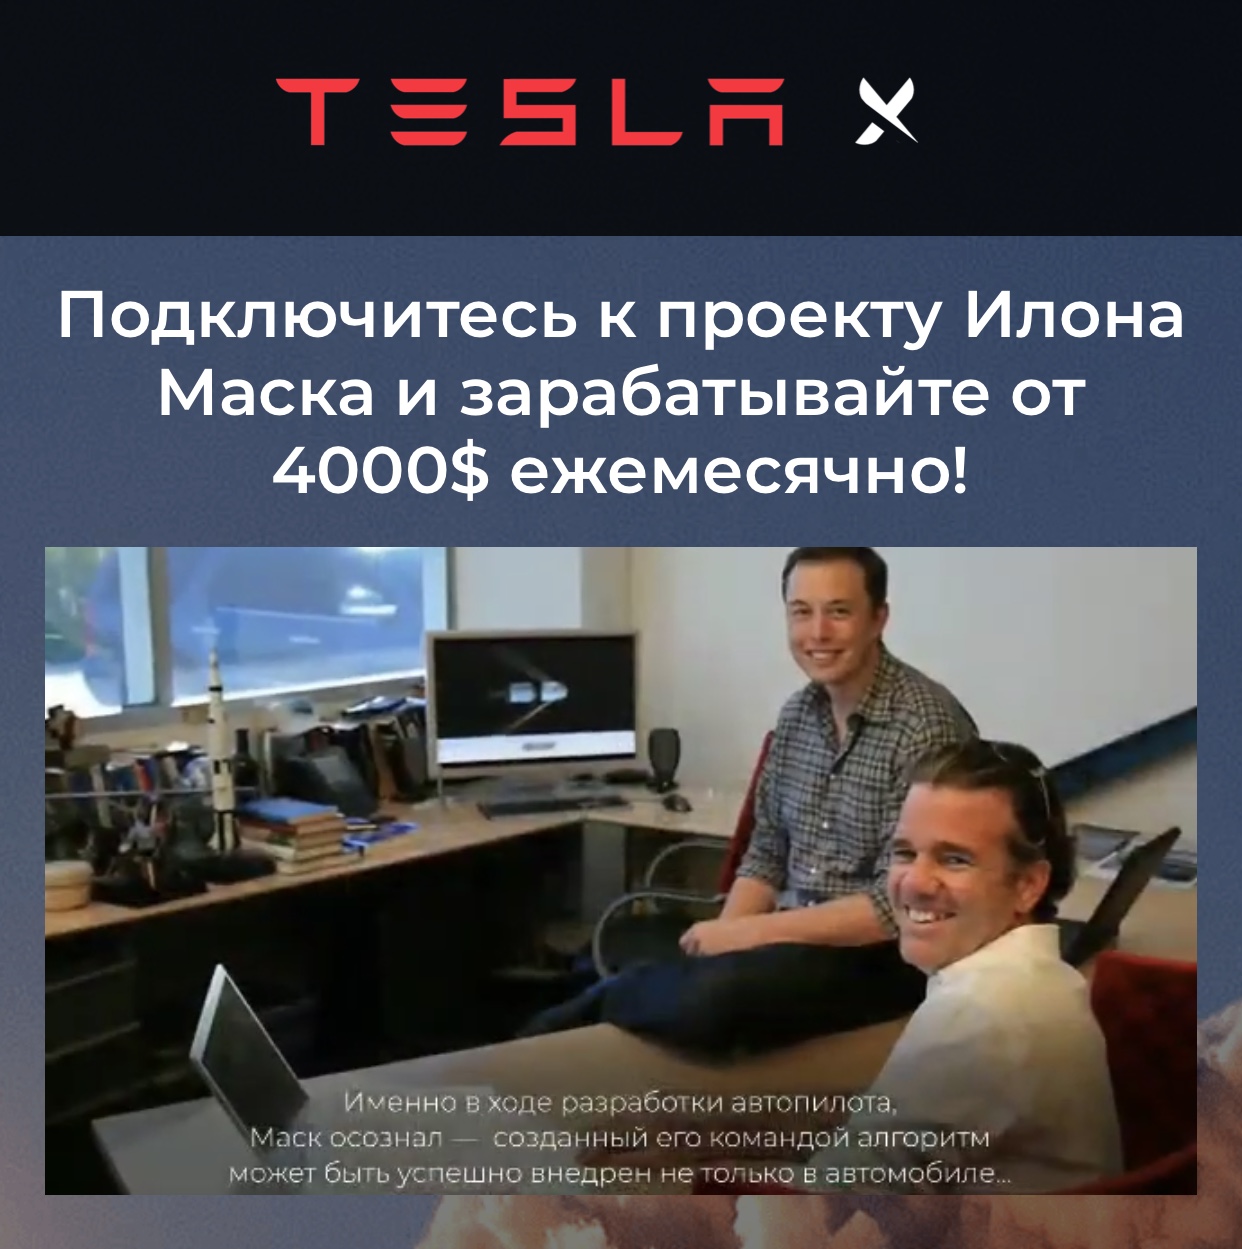 TESLA X
Подключитесь к проекту Илона
Маска и зарабатывайте от
4000$ ежемесячно!
Именно в ходе разработки автопилота,
Маск осознал — созданный его командой алгоритм
может быть успешно внедрен не только в автомобиле...